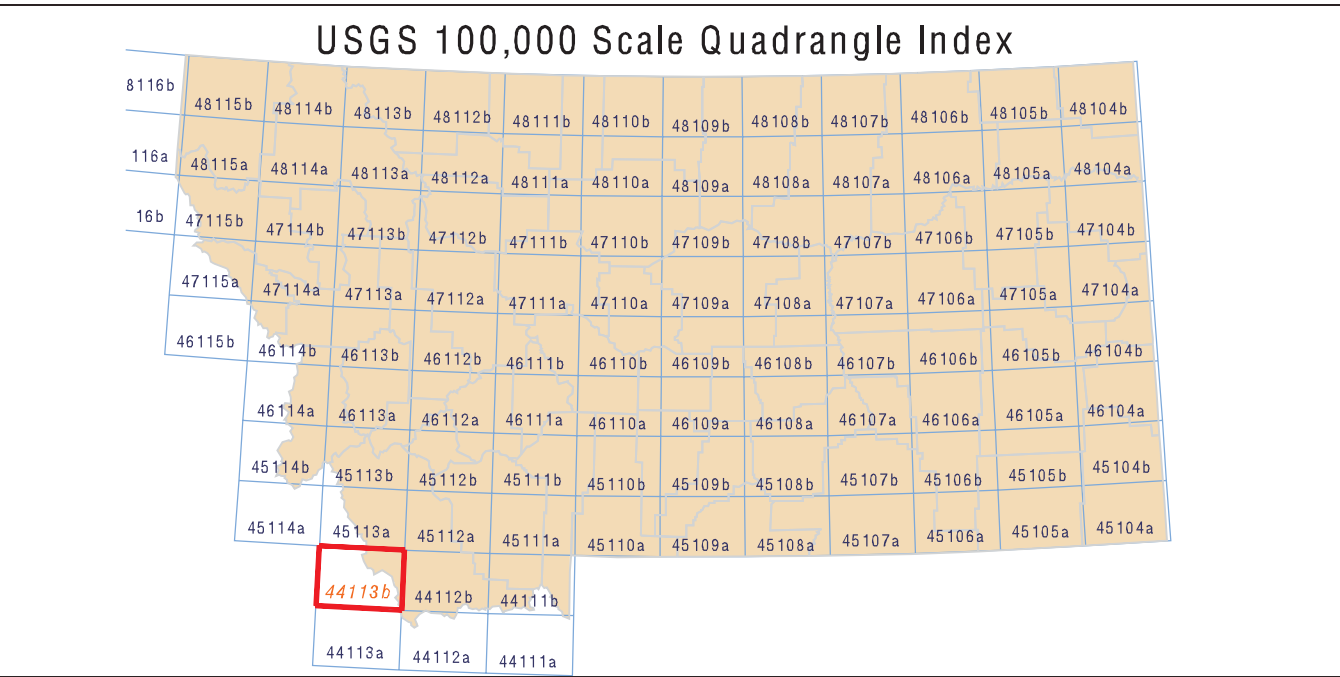 USGS 100,000 Scale Quadrangle Index
8116b 48115b 48114b 48113b 48112b 48111b 48110b 48109b 48108b 48107b 48106b 48105b 48104b
116a 48115a 48114a 48113a 48112a 48111a 48110a 48109a 48108a 48107a 48106a 48105a 48104a
16b 47115b 47114b 47113b 47112b 47111b 47110b 47109b 47108b 47107b 47106b 47105b 47104b
47115a 47114a 47113a 47112a 47111a 47110a 47109a 47108a 47107a 47106a 47105a 47104a
46115b 46114b 46113b 46112b 46111b 46110b 46109b 46108b 46107b 46106b 46105b 46104b
46114a 46113a 46112a 46111a 46110a 46109a 46108a 46107a 46106a 46105a 46104a
45114b 45113b 45112b 45111b 45110b 45109b 45108b 45107b 45106b 45105b 45104b
45114a 45113a 45112a 45111a 45110a 45109a 45108a 45107a 45106a 45105a 45104a
44113b 44112b 44111b
44113a 44112a 44111a